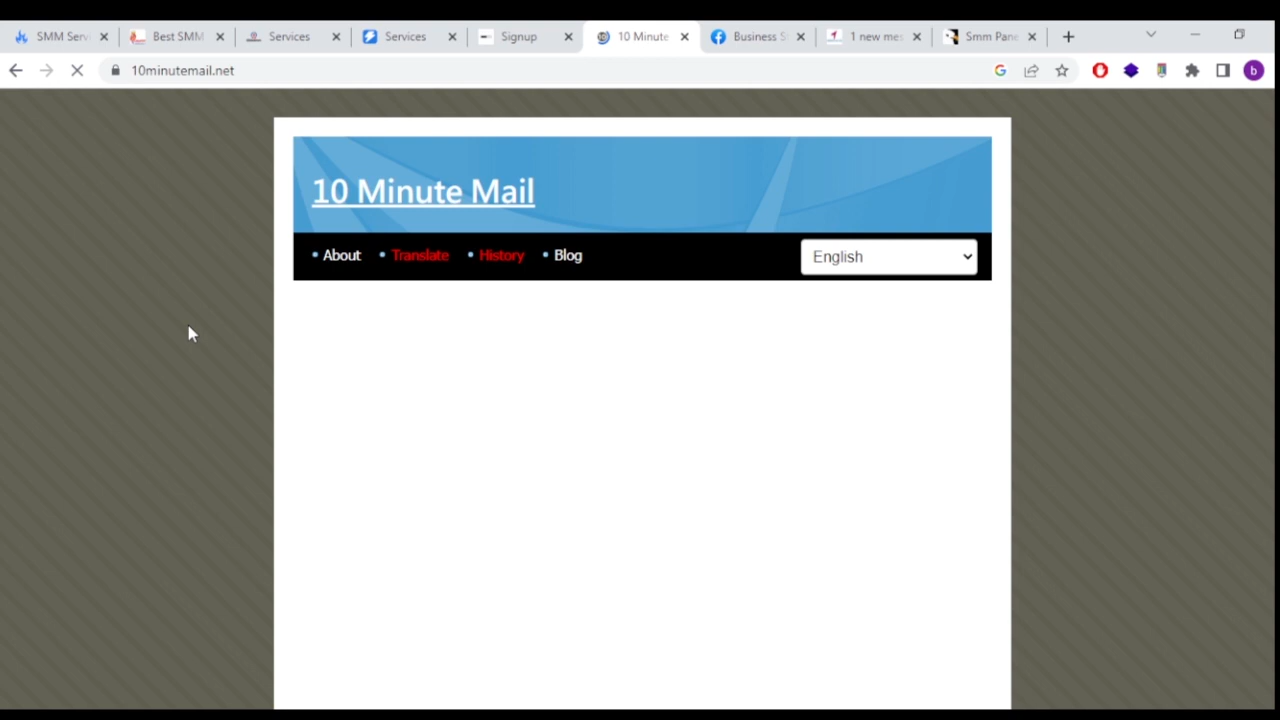 SMM Serv
Best SMM
Services
Services
Signup
10 Minute
Business S
1 new mes
Smm Pane
10minutemail.net
b
10 Minute Mail
• About • Translate • History • Blog
English